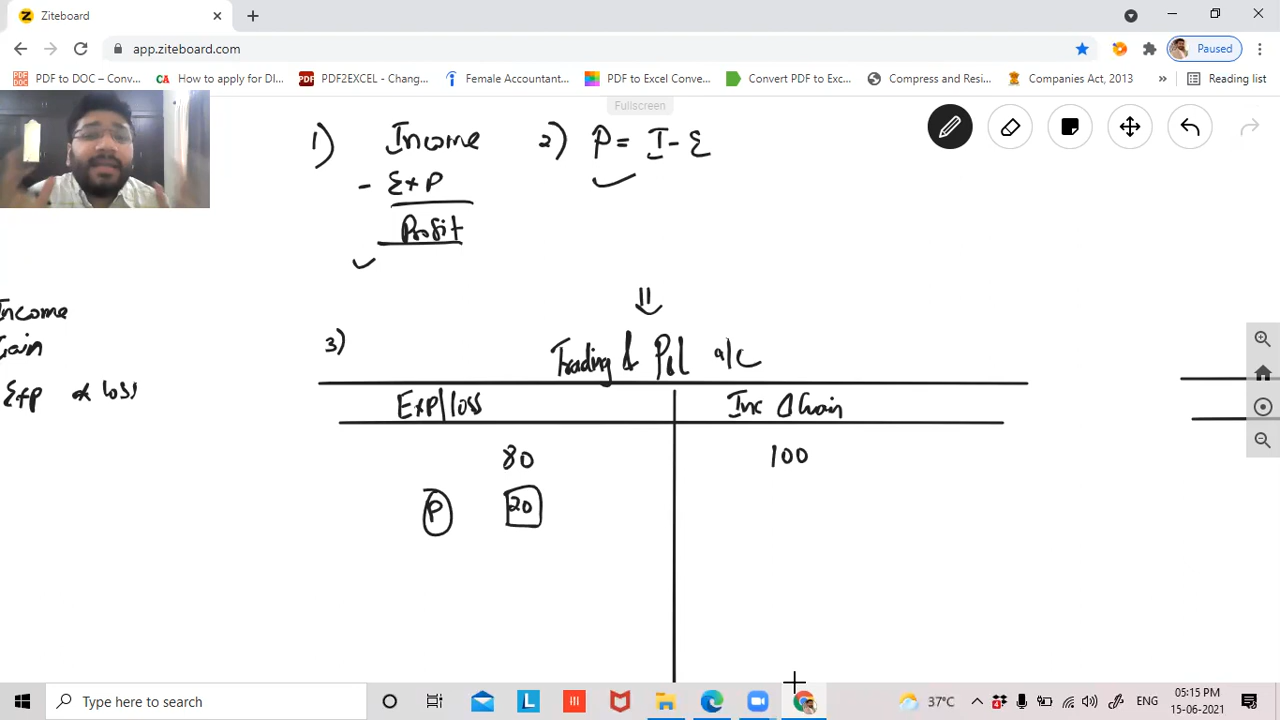 Ziteboard
Paused
app.ziteboard.com
PDF to DOC – Conv...
How to apply for DI...
PDF2EXCEL - Chang...
Female Accountant...
PDF to Excel Conve...
Convert PDF to Exc...
Compress and Resi...
Companies Act, 2013
»
Reading list
Fullscreen
1) Income
- Exp
Profit
2) P = I - E
Income
Gain
Exp & loss
3)
Trading & P&L a/c
Exp/loss
Inc & Gain
80
100
P 20
Type here to search
37°C
05:15 PM
15-06-2021